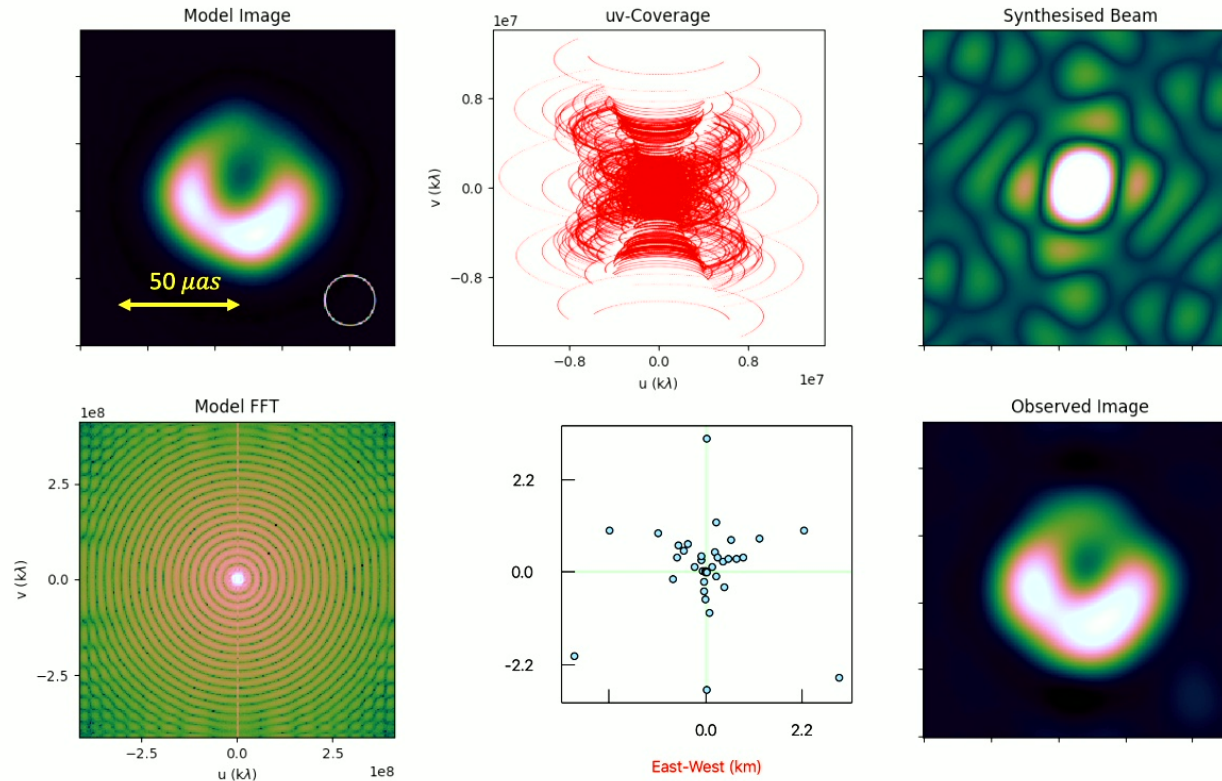 Model Image
50 μas
uv-Coverage
1e7
0.8
0.0
-0.8
v (kλ)
-0.8
0.0
0.8
u (kλ)
1e7
Synthesised Beam
Model FFT
1e8
2.5
0.0
-2.5
v (kλ)
-2.5
0.0
2.5
u (kλ)
1e8
2.2
0.0
-2.2
0.0
2.2
East-West (km)
Observed Image